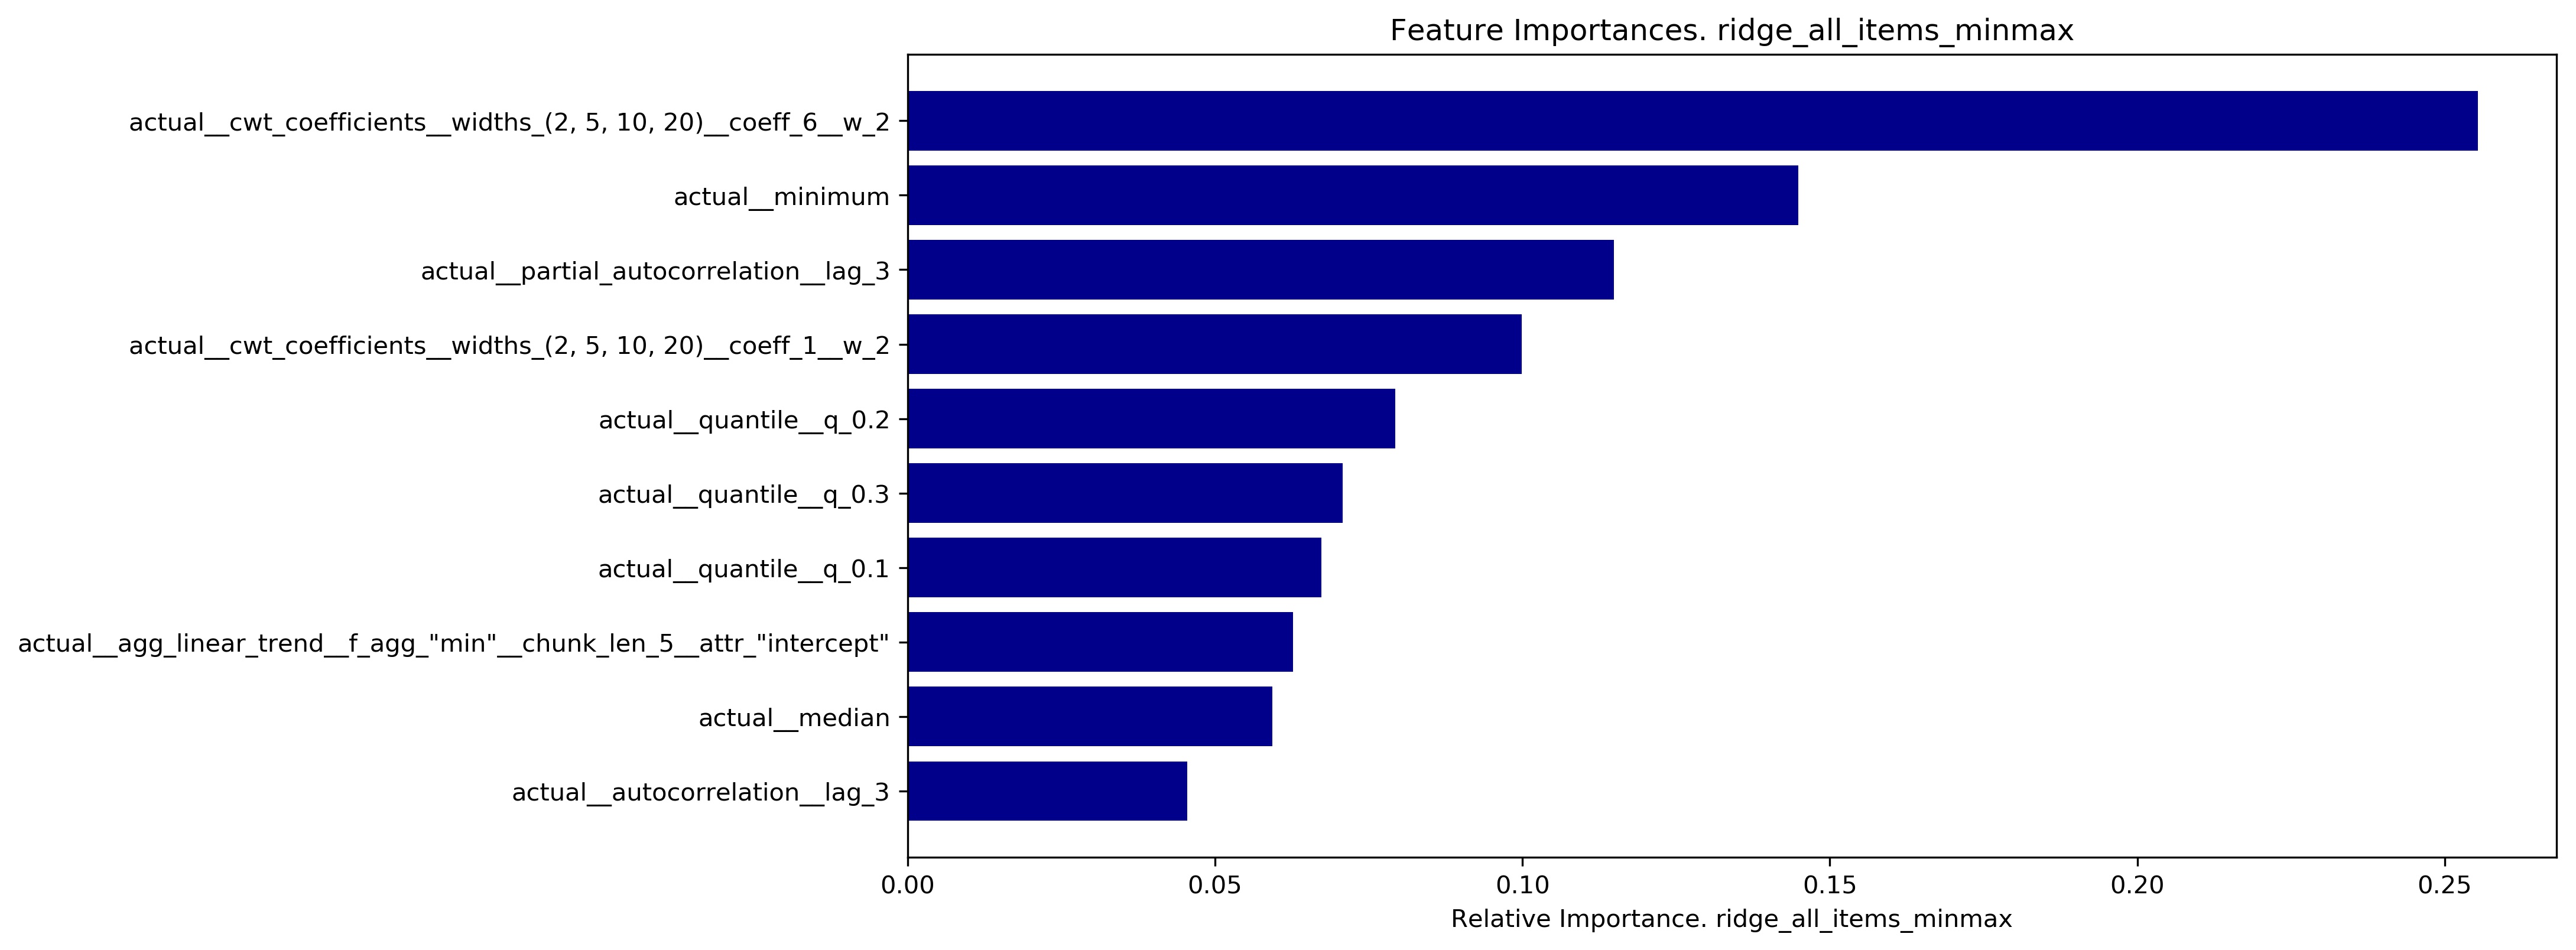 Feature Importances. ridge_all_items_minmax
actual__cwt_coefficients__widths_(2, 5, 10, 20)__coeff_6__w_2
actual__minimum
actual__partial_autocorrelation__lag_3
actual__cwt_coefficients__widths_(2, 5, 10, 20)__coeff_1__w_2
actual__quantile__q_0.2
actual__quantile__q_0.3
actual__quantile__q_0.1
actual__agg_linear_trend__f_agg_"min"__chunk_len_5__attr_"intercept"
actual__median
actual__autocorrelation__lag_3
0.00 0.05 0.10 0.15 0.20 0.25
Relative Importance. ridge_all_items_minmax